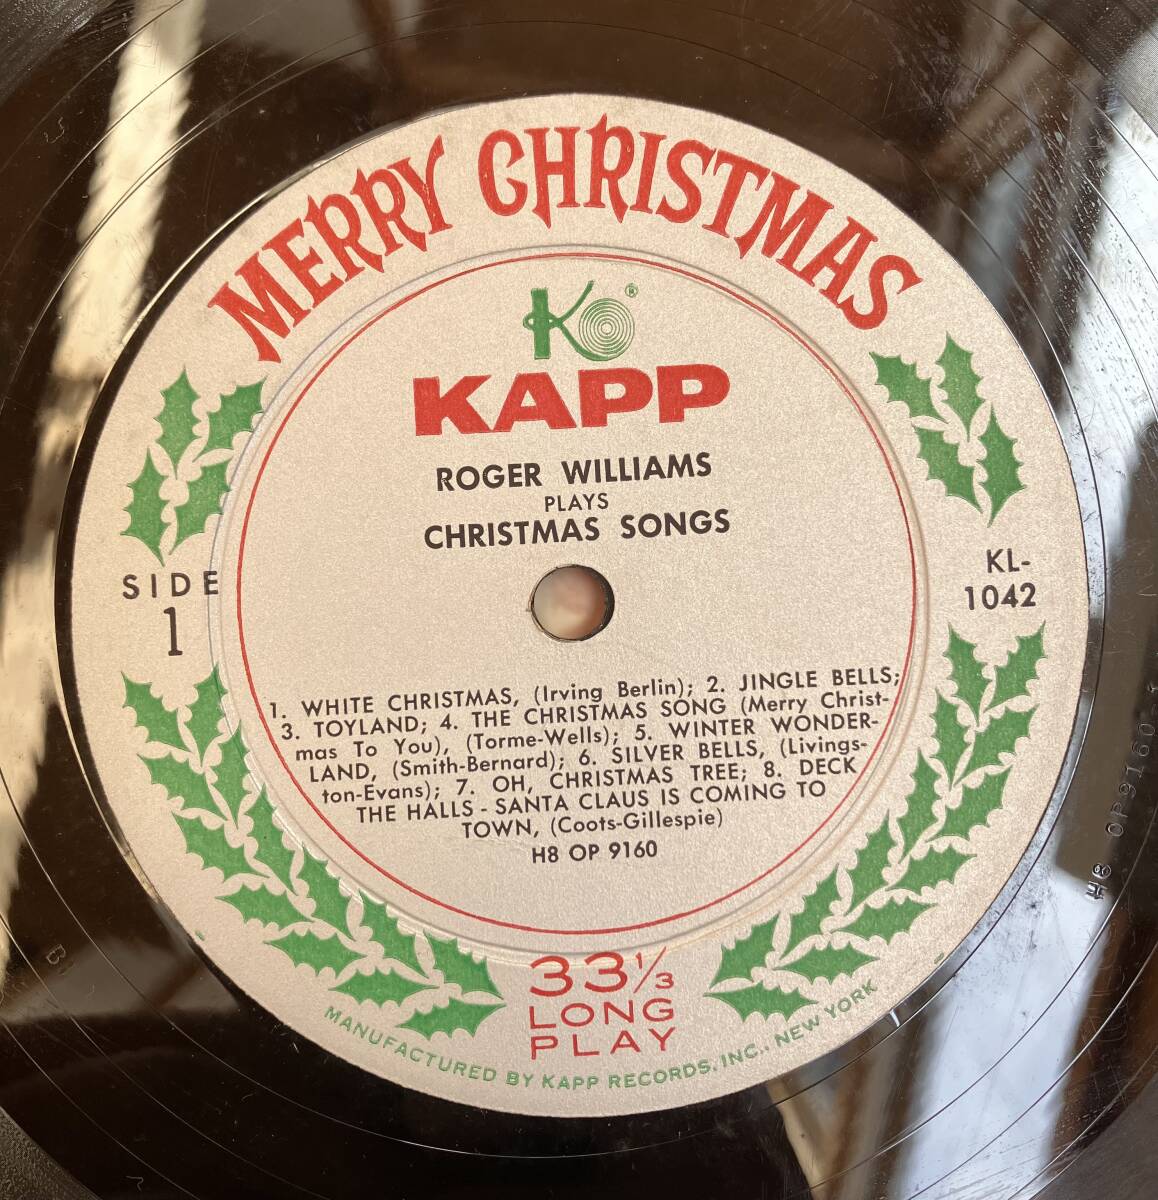 MERRY CHRISTMAS
K ®
KAPP
ROGER WILLIAMS
PLAYS
CHRISTMAS SONGS
SIDE
1
KL-
1042
1. WHITE CHRISTMAS, (Irving Berlin); 2. JINGLE BELLS;
3. TOYLAND; 4. THE CHRISTMAS SONG (Merry Christ-
mas To You), (Torme-Wells); 5. WINTER WONDER-
LAND, (Smith-Bernard); 6. SILVER BELLS, (Livings-
ton-Evans); 7. OH, CHRISTMAS TREE; 8. DECK
THE HALLS - SANTA CLAUS IS COMING TO
TOWN, (Coots-Gillespie)
H8 OP 9160
33⅓
LONG
PLAY
MANUFACTURED BY KAPP RECORDS, INC., NEW YORK
H8 OP9160